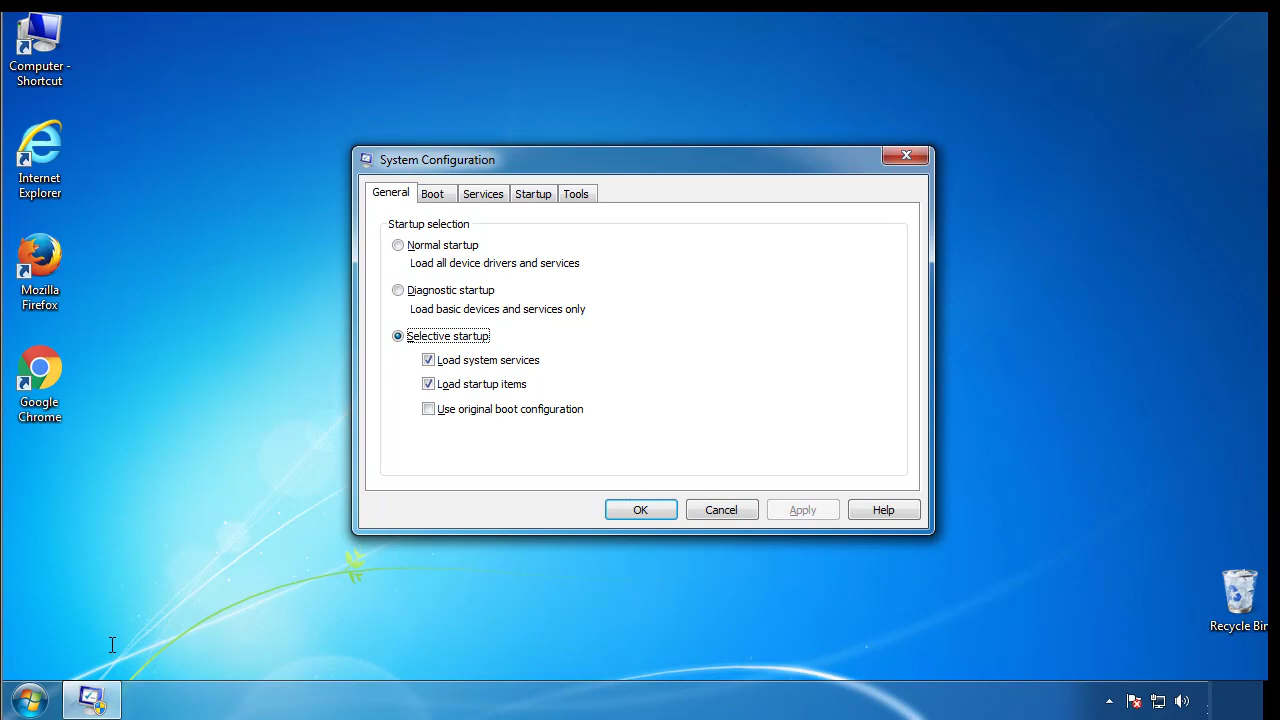 Computer -
Shortcut
Internet
Explorer
Mozilla
Firefox
Google
Chrome
System Configuration
General
Boot
Services
Startup
Tools
Startup selection
Normal startup
Load all device drivers and services
Diagnostic startup
Load basic devices and services only
Selective startup
Load system services
Load startup items
Use original boot configuration
OK
Cancel
Apply
Help
Recycle Bin